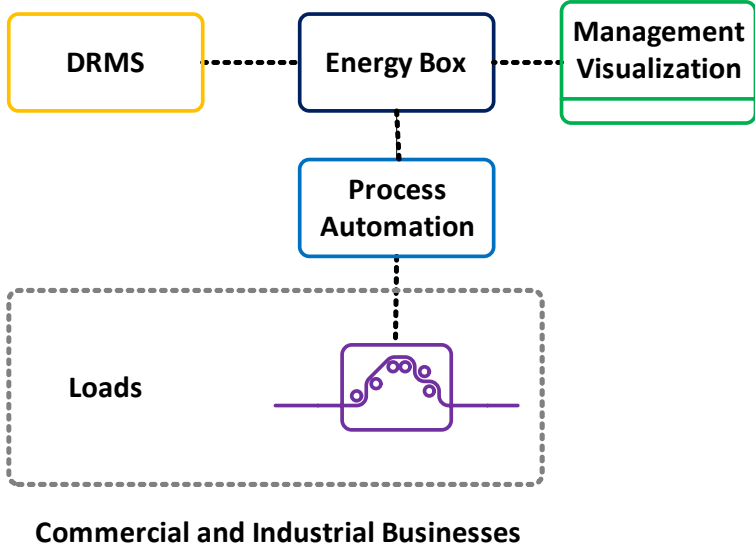 DRMS
Energy Box
Management
Visualization
Process
Automation
Loads
Commercial and Industrial Businesses